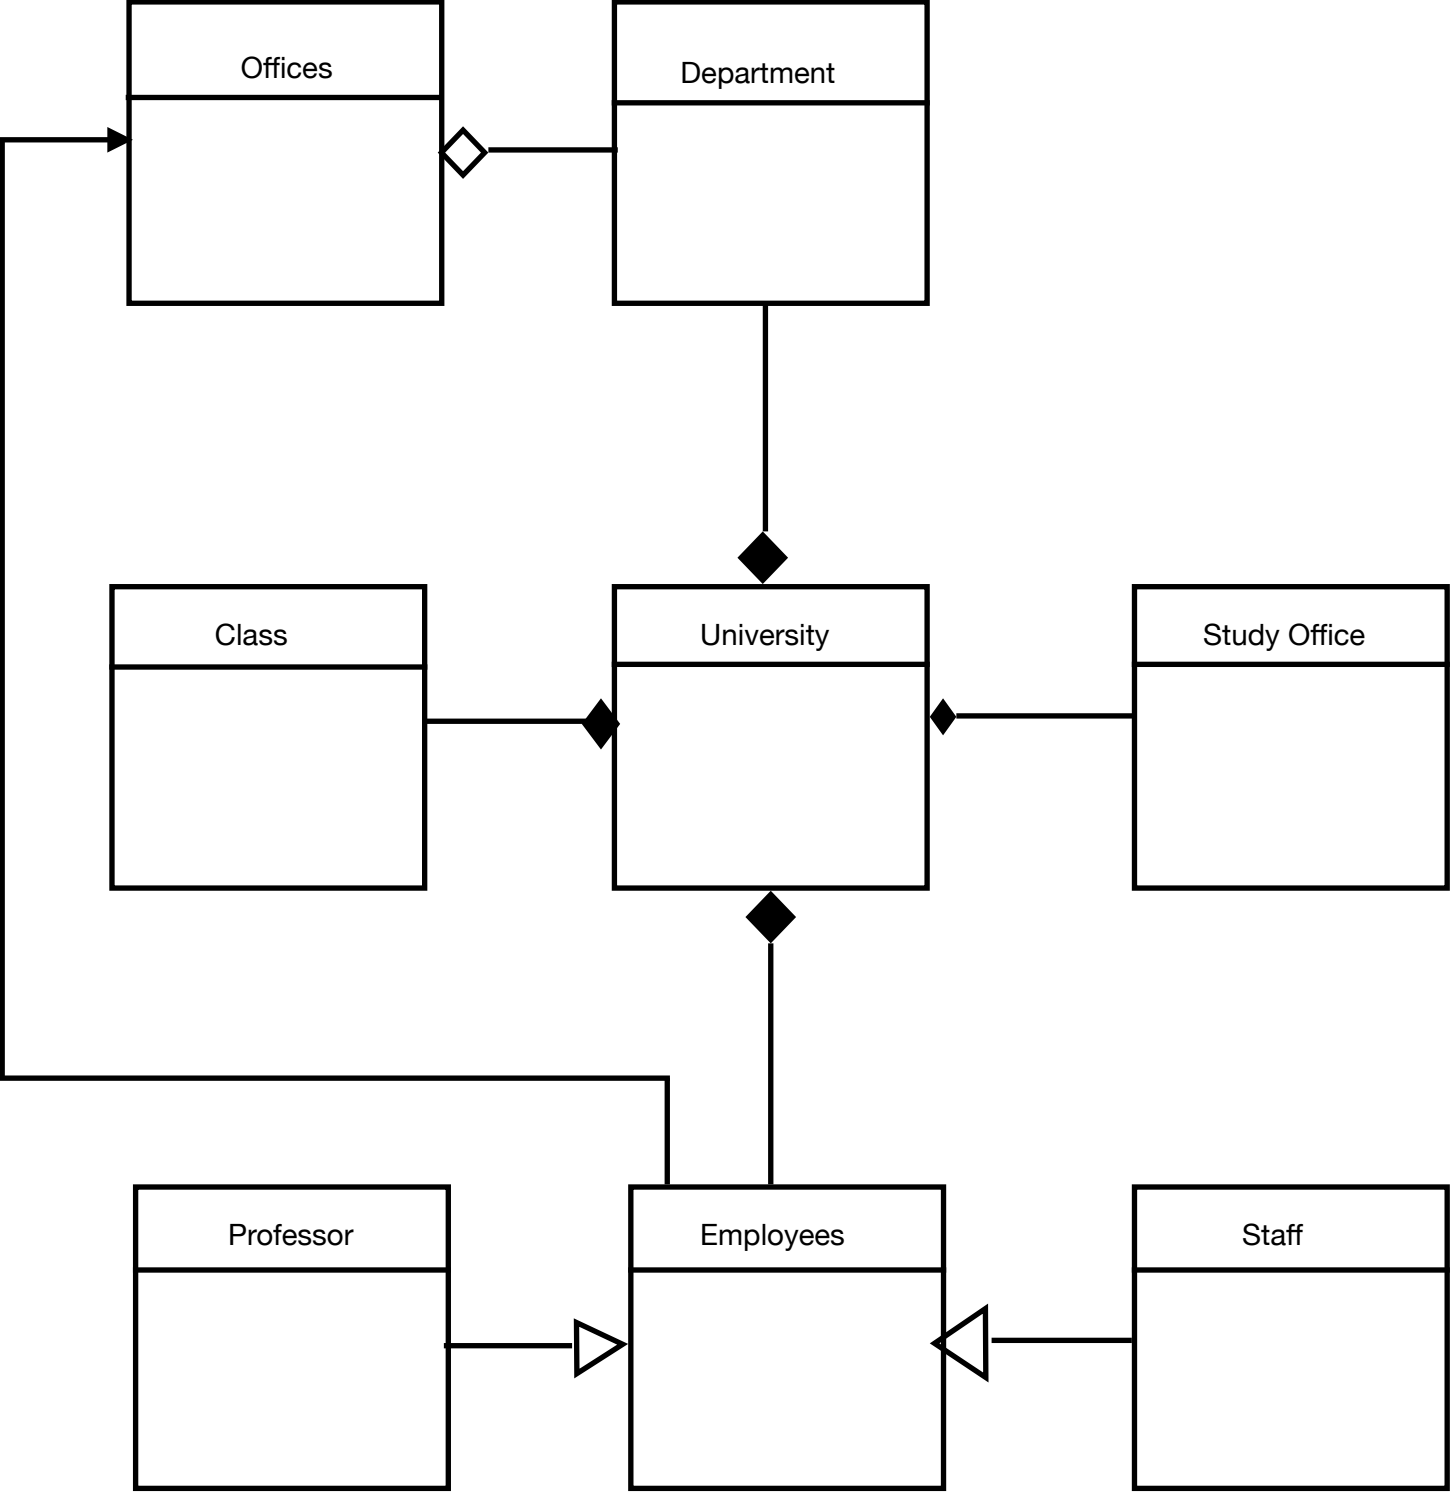 Offices
Department
Class
University
Study Office
Professor
Employees
Staff